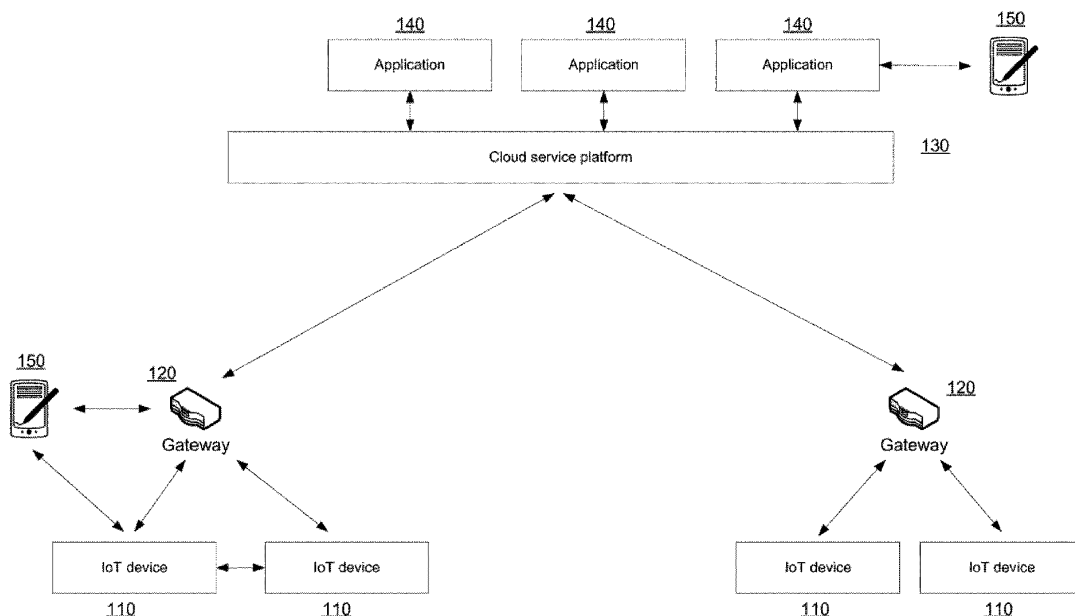 140 140 140 150
Application Application Application
Cloud service platform 130
150 120 120
Gateway Gateway
IoT device IoT device IoT device IoT device
110 110 110 110